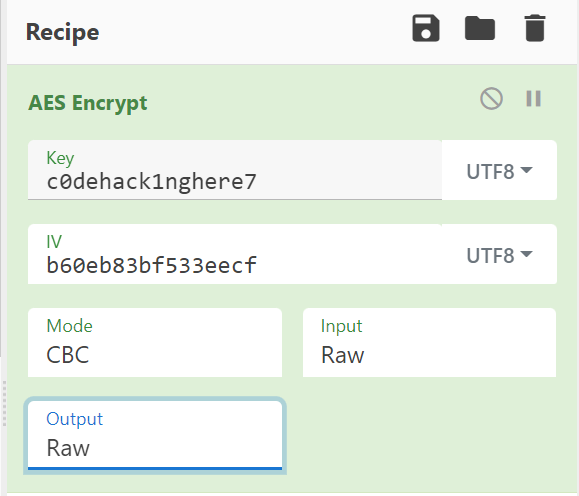 Recipe
AES Encrypt
Key
c0dehack1nghere7
UTF8
IV
b60eb83bf533eecf
UTF8
Mode
CBC
Input
Raw
Output
Raw